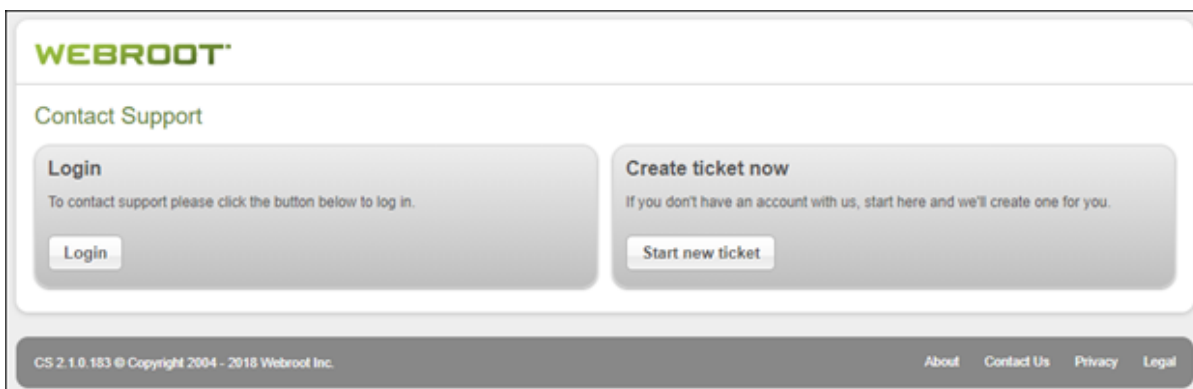 WEBROOT
Contact Support
Login
To contact support please click the button below to log in.
Login
Create ticket now
If you don't have an account with us, start here and we'll create one for you.
Start new ticket
CS 2.1.0.183 © Copyright 2004 - 2018 Webroot Inc.
About Contact Us Privacy Legal